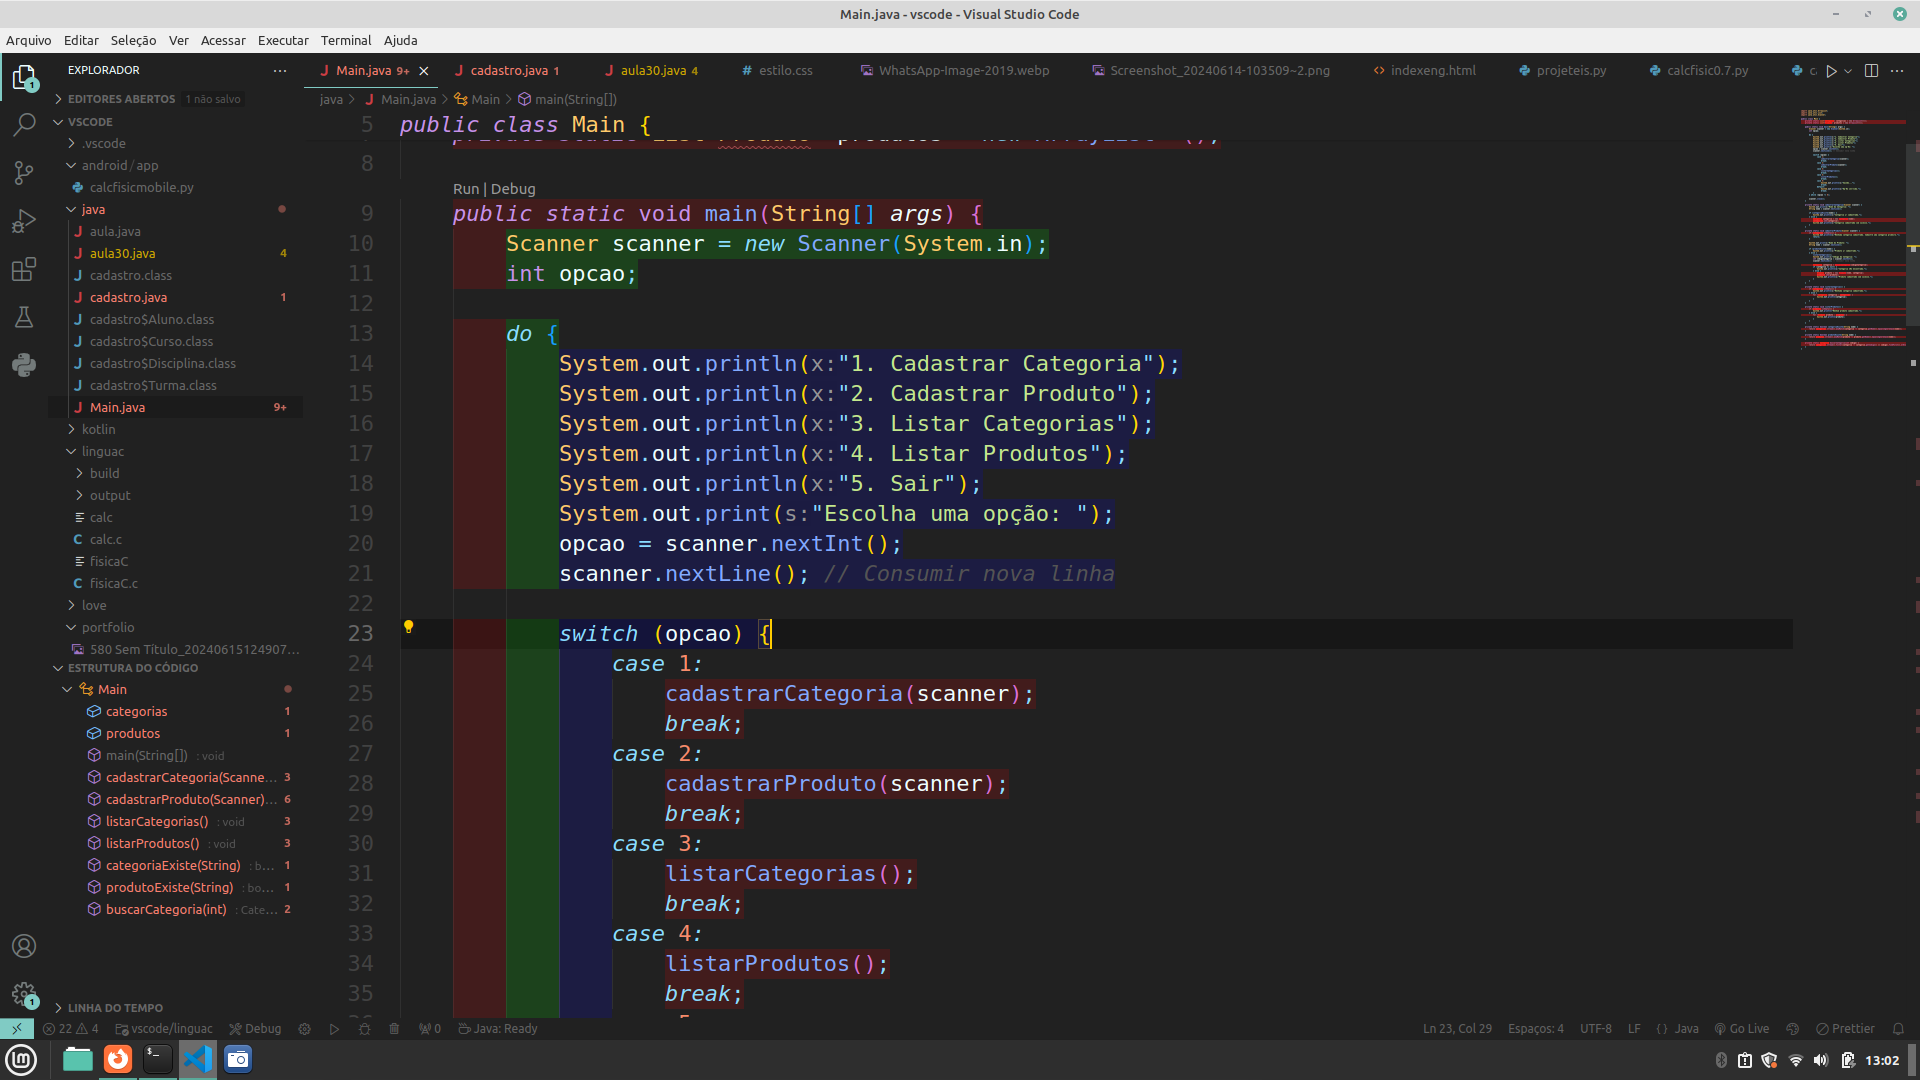 Main.java - vscode - Visual Studio Code
Arquivo Editar Seleção Ver Acessar Executar Terminal Ajuda
EXPLORADOR
Main.java 9+
cadastro.java 1
aula30.java 4
estilo.css
WhatsApp-Image-2019.webp
Screenshot_20240614-103509~2.png
indexeng.html
projeteis.py
calcfisic0.7.py
EDITORES ABERTOS 1 não salvo
java > Main.java > Main > main(String[])
VSCODE
.vscode
android / app
calcfisicmobile.py
java
aula.java
aula30.java 4
cadastro.class
cadastro.java 1
cadastro$Aluno.class
cadastro$Curso.class
cadastro$Disciplina.class
cadastro$Turma.class
Main.java 9+
kotlin
linguac
build
output
calc
calc.c
fisicaC
fisicaC.c
love
portfolio
580 Sem Título_20240615124907...
ESTRUTURA DO CÓDIGO
Main
categorias 1
produtos 1
main(String[]) : void
cadastrarCategoria(Scanne... 3
cadastrarProduto(Scanner)... 6
listarCategorias() : void 3
listarProdutos() : void 3
categoriaExiste(String) : b... 1
produtoExiste(String) : bo... 1
buscarCategoria(int) : Cate... 2
LINHA DO TEMPO
5 public class Main {
8
Run | Debug
9 public static void main(String[] args) {
10 Scanner scanner = new Scanner(System.in);
11 int opcao;
12
13 do {
14 System.out.println(x:"1. Cadastrar Categoria");
15 System.out.println(x:"2. Cadastrar Produto");
16 System.out.println(x:"3. Listar Categorias");
17 System.out.println(x:"4. Listar Produtos");
18 System.out.println(x:"5. Sair");
19 System.out.print(s:"Escolha uma opção: ");
20 opcao = scanner.nextInt();
21 scanner.nextLine(); // Consumir nova linha
22
23 switch (opcao) {
24 case 1:
25 cadastrarCategoria(scanner);
26 break;
27 case 2:
28 cadastrarProduto(scanner);
29 break;
30 case 3:
31 listarCategorias();
32 break;
33 case 4:
34 listarProdutos();
35 break;
22 4 vscode/linguac Debug 0 Java: Ready Ln 23, Col 29 Espaços: 4 UTF-8 LF { } Java Go Live Prettier
13:02